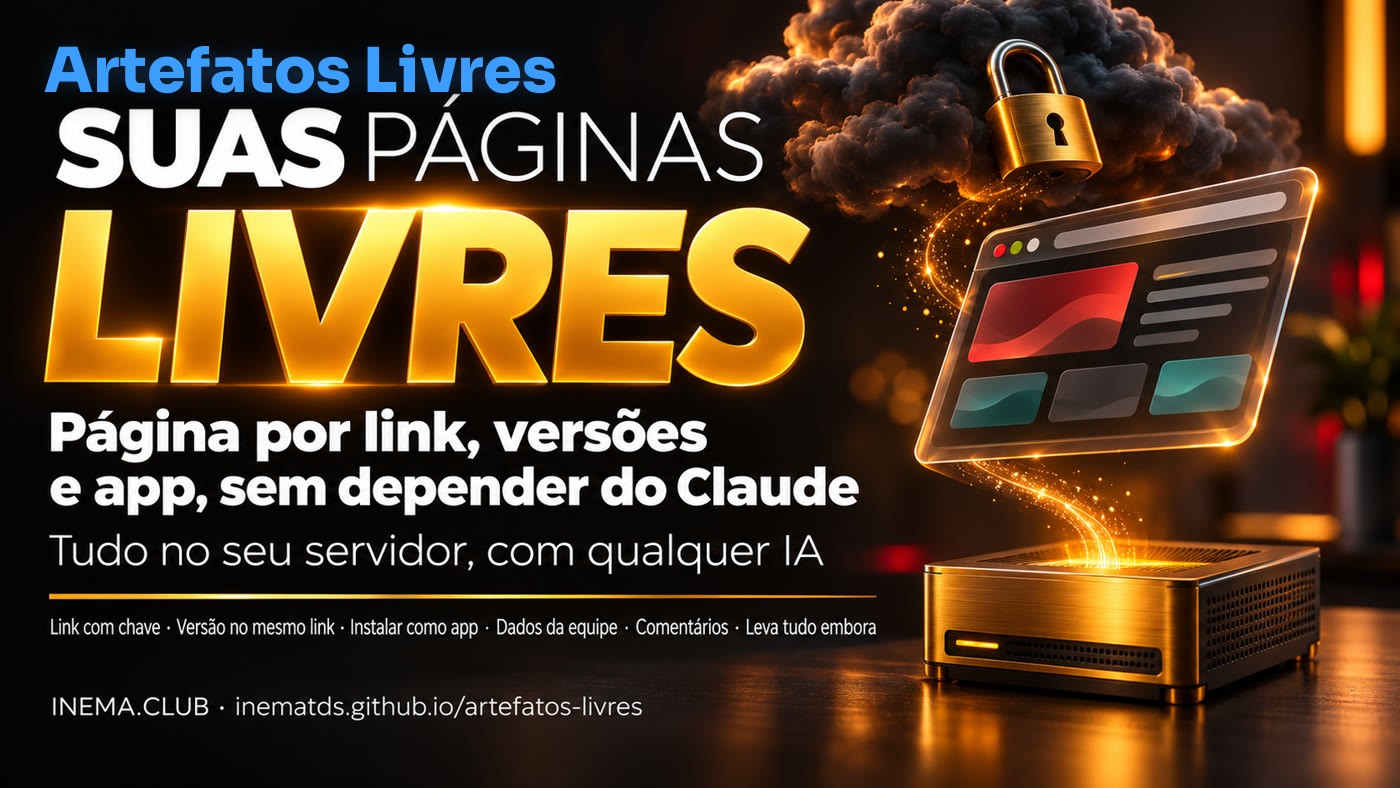 Artefatos Livres
SUAS PÁGINAS
LIVRES
Página por link, versões
e app, sem depender do Claude
Tudo no seu servidor, com qualquer IA
Link com chave · Versão no mesmo link · Instalar como app · Dados da equipe · Comentários · Leva tudo embora
INEMA.CLUB · inematds.github.io/artefatos-livres